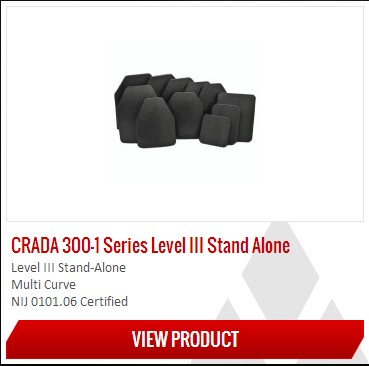 CRADA 300-1 Series Level III Stand Alone
Level III Stand-Alone
Multi Curve
NIJ 0101.06 Certified
VIEW PRODUCT